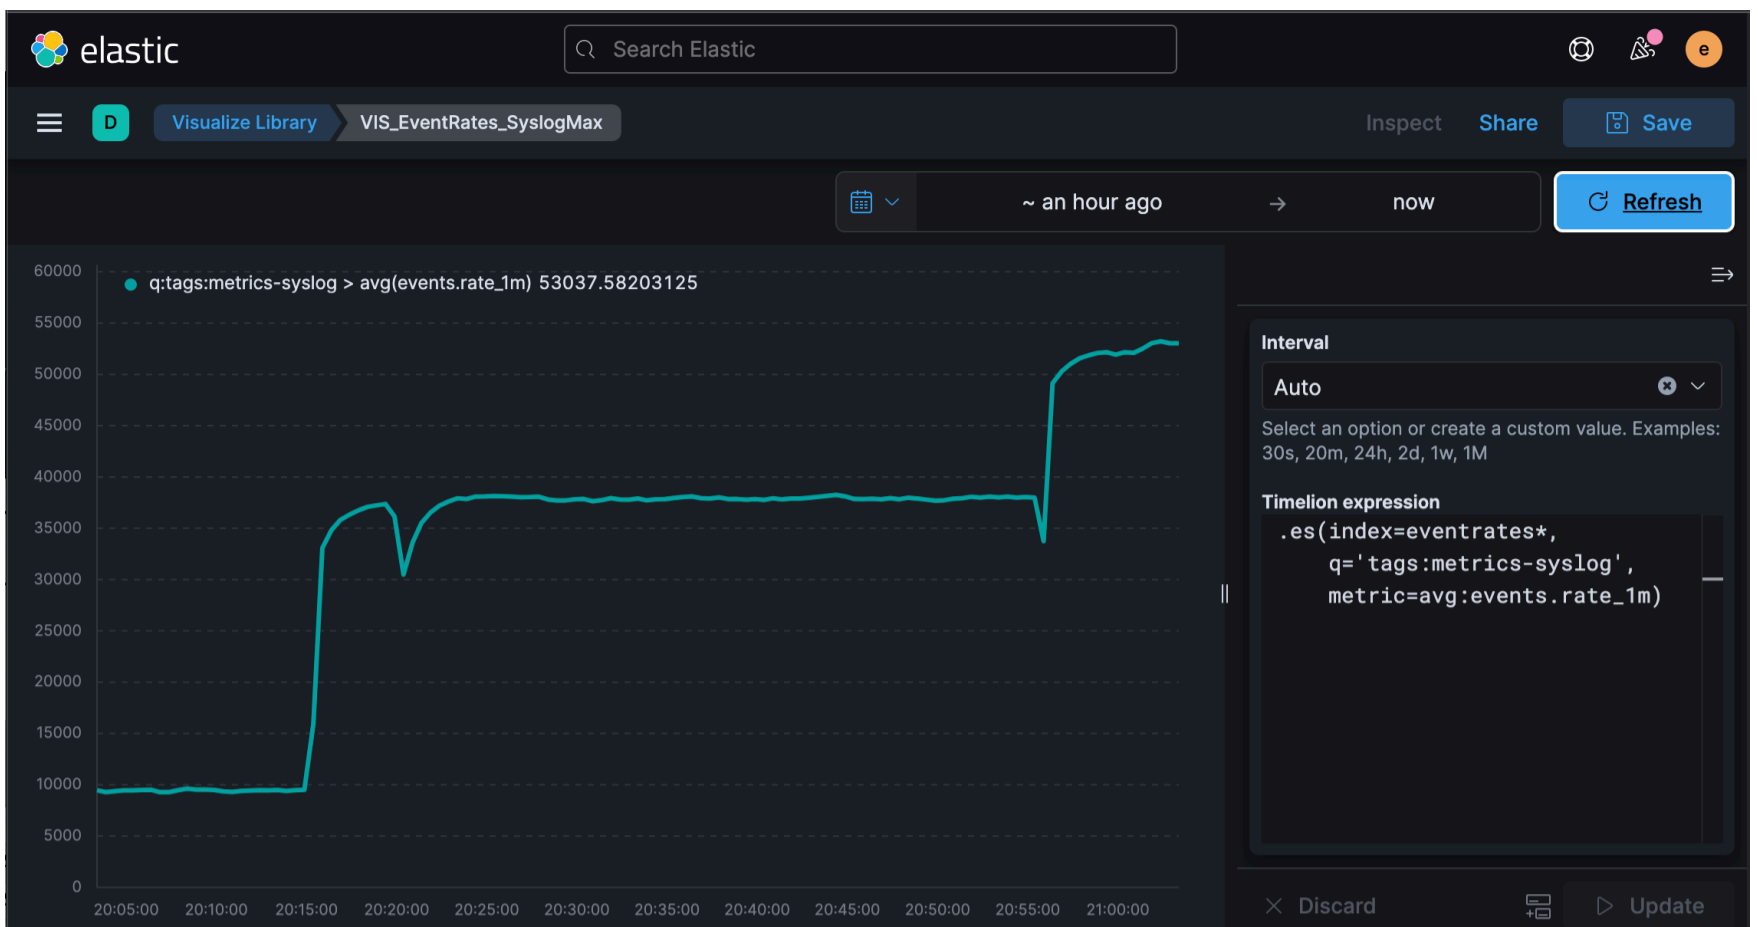 elastic
Search Elastic
e
D
Visualize Library
VIS_EventRates_SyslogMax
Inspect
Share
Save
~ an hour ago
→
now
Refresh
q:tags:metrics-syslog > avg(events.rate_1m) 53037.58203125
60000
55000
50000
45000
40000
35000
30000
25000
20000
15000
10000
5000
0
20:05:00 20:10:00 20:15:00 20:20:00 20:25:00 20:30:00 20:35:00 20:40:00 20:45:00 20:50:00 20:55:00 21:00:00
Interval
Auto
Select an option or create a custom value. Examples:
30s, 20m, 24h, 2d, 1w, 1M
Timelion expression
.es(index=eventrates*,
q='tags:metrics-syslog',
metric=avg:events.rate_1m)
Discard
Update